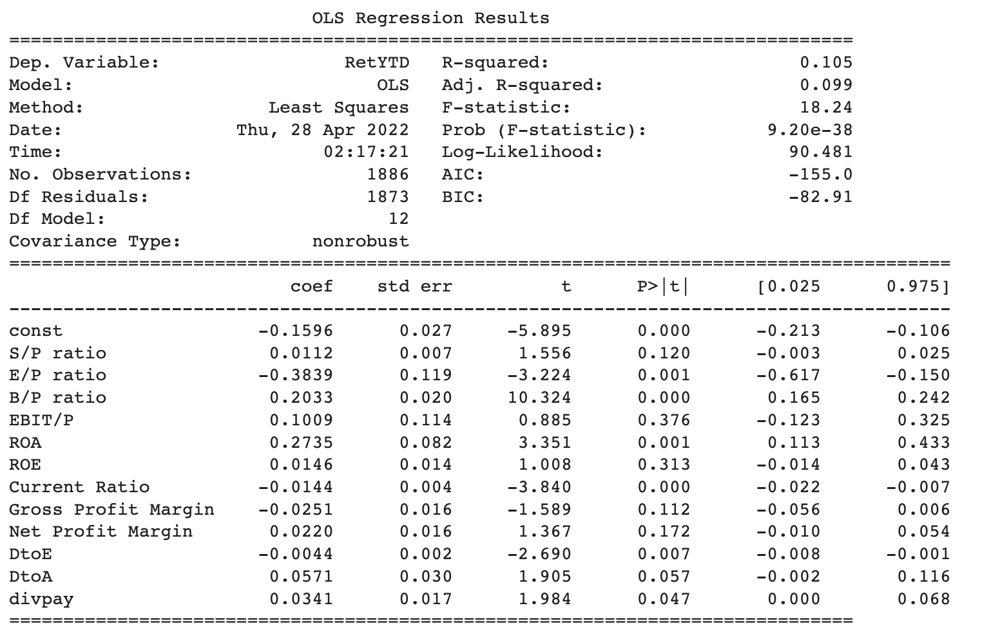 OLS Regression Results
==============================================================================
Dep. Variable: RetYTD R-squared: 0.105
Model: OLS Adj. R-squared: 0.099
Method: Least Squares F-statistic: 18.24
Date: Thu, 28 Apr 2022 Prob (F-statistic): 9.20e-38
Time: 02:17:21 Log-Likelihood: 90.481
No. Observations: 1886 AIC: -155.0
Df Residuals: 1873 BIC: -82.91
Df Model: 12
Covariance Type: nonrobust
=======================================================================================
coef std err t P>|t| [0.025 0.975]
---------------------------------------------------------------------------------------
const -0.1596 0.027 -5.895 0.000 -0.213 -0.106
S/P ratio 0.0112 0.007 1.556 0.120 -0.003 0.025
E/P ratio -0.3839 0.119 -3.224 0.001 -0.617 -0.150
B/P ratio 0.2033 0.020 10.324 0.000 0.165 0.242
EBIT/P 0.1009 0.114 0.885 0.376 -0.123 0.325
ROA 0.2735 0.082 3.351 0.001 0.113 0.433
ROE 0.0146 0.014 1.008 0.313 -0.014 0.043
Current Ratio -0.0144 0.004 -3.840 0.000 -0.022 -0.007
Gross Profit Margin -0.0251 0.016 -1.589 0.112 -0.056 0.006
Net Profit Margin 0.0220 0.016 1.367 0.172 -0.010 0.054
DtoE -0.0044 0.002 -2.690 0.007 -0.008 -0.001
DtoA 0.0571 0.030 1.905 0.057 -0.002 0.116
divpay 0.0341 0.017 1.984 0.047 0.000 0.068
==============================================================================